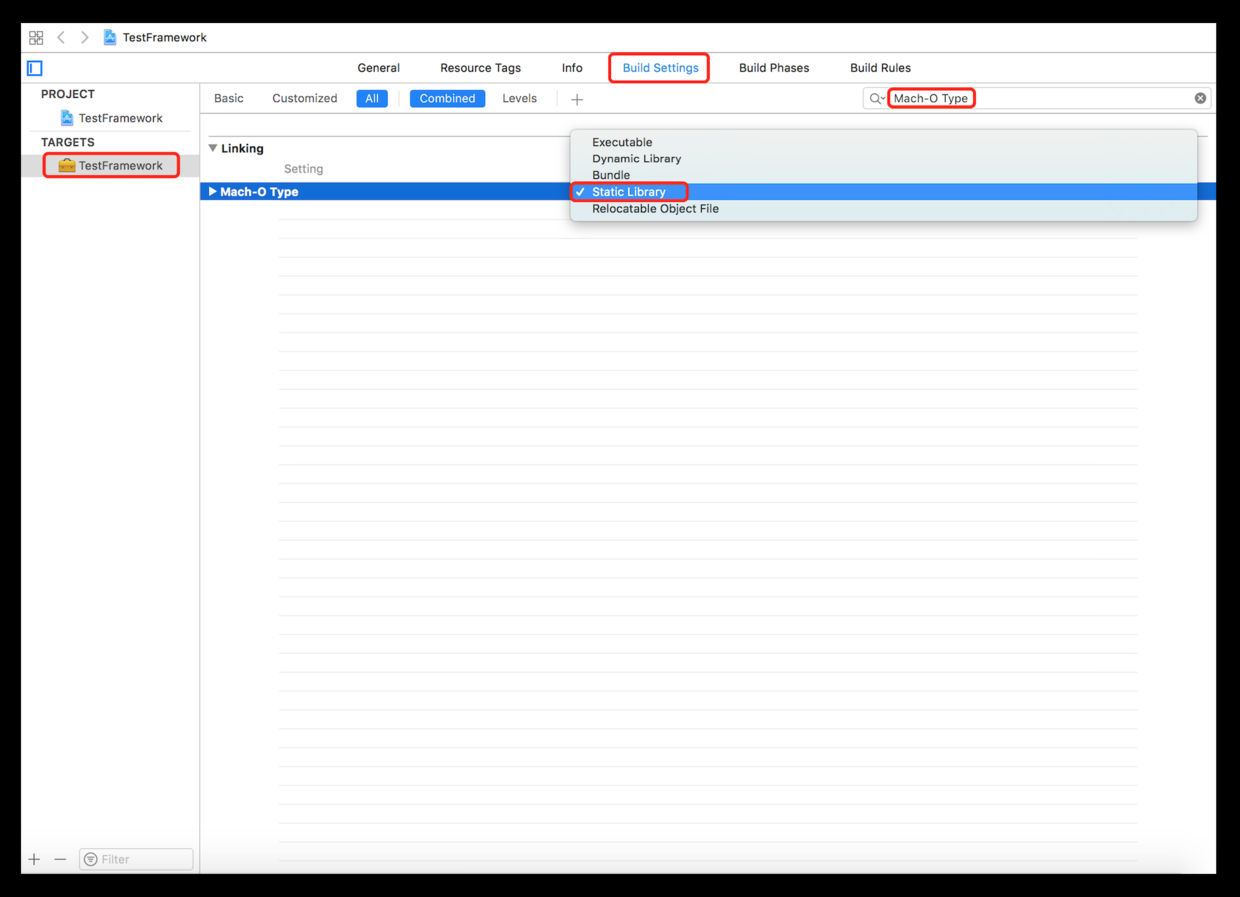 TestFramework
General Resource Tags Info Build Settings Build Phases Build Rules
PROJECT
TestFramework
TARGETS
TestFramework
Basic Customized All Combined Levels Mach-O Type
Linking
Setting
Mach-O Type
Executable
Dynamic Library
Bundle
Static Library
Relocatable Object File
Filter